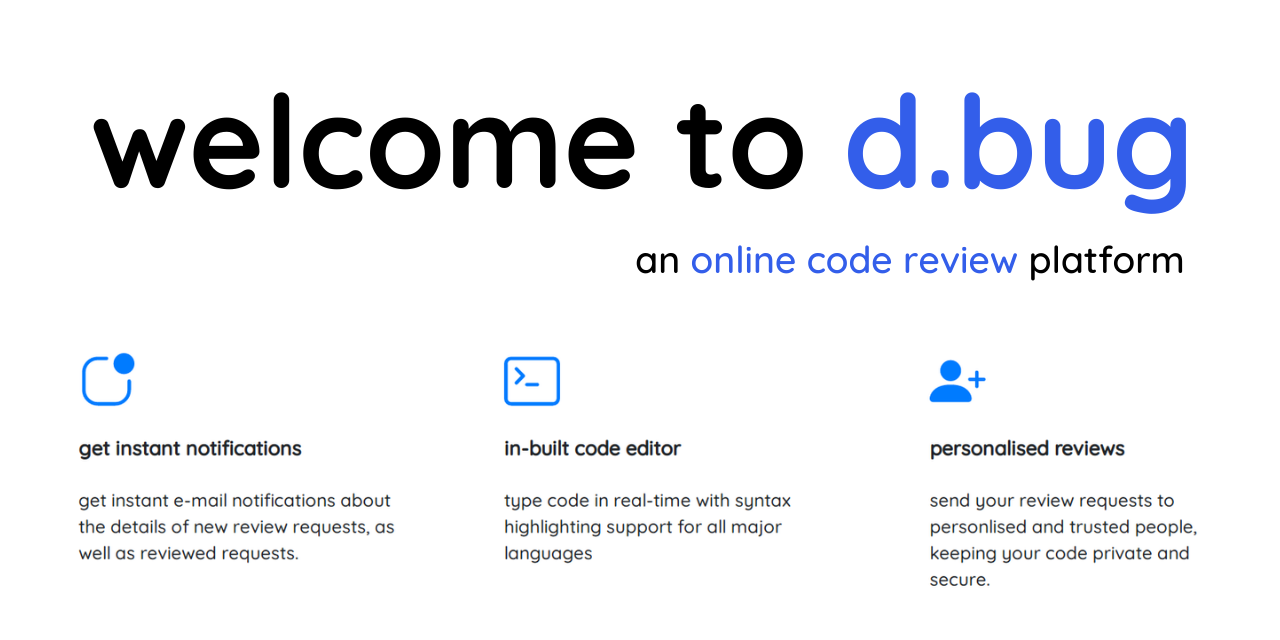 welcome to d.bug
an online code review platform
get instant notifications
get instant e-mail notifications about
the details of new review requests, as
well as reviewed requests.
in-built code editor
type code in real-time with syntax
highlighting support for all major
languages
personalised reviews
send your review requests to
personlised and trusted people,
keeping your code private and
secure.